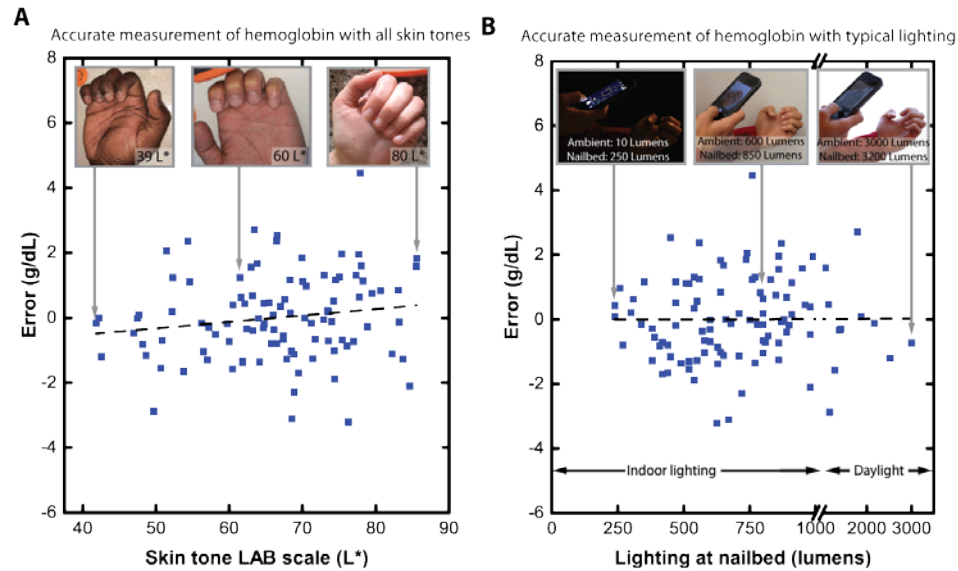 A
Accurate measurement of hemoglobin with all skin tones
8
6
4
2
0
-2
-4
-6
Error (g/dL)
39 L*
60 L*
80 L*
40 50 60 70 80 90
Skin tone LAB scale (L*)
B
Accurate measurement of hemoglobin with typical lighting
8
6
4
2
0
-2
-4
-6
Error (g/dL)
Ambient: 10 Lumens
Nailbed: 250 Lumens
Ambient: 600 Lumens
Nailbed: 850 Lumens
Ambient: 3000 Lumens
Nailbed: 3200 Lumens
Indoor lighting
Daylight
0 250 500 750 1000 2000 3000
Lighting at nailbed (lumens)